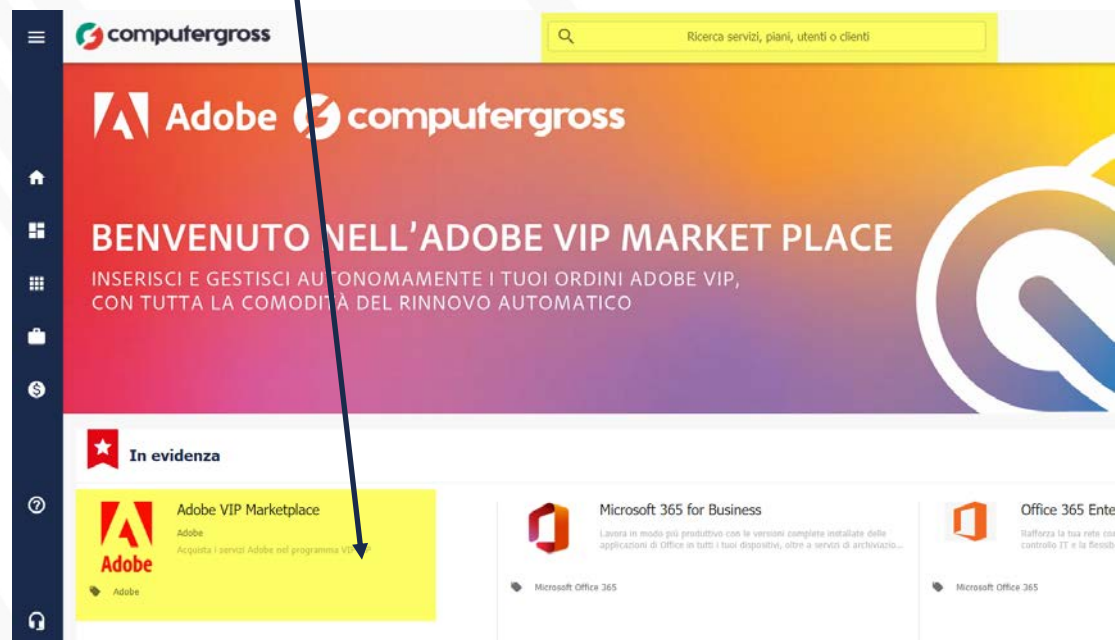 computergross
Ricerca servizi, piani, utenti o clienti
Adobe computergross
BENVENUTO NELL'ADOBE VIP MARKET PLACE
INSERISCI E GESTISCI AUTONOMAMENTE I TUOI ORDINI ADOBE VIP,
CON TUTTA LA COMODITÀ DEL RINNOVO AUTOMATICO
In evidenza
Adobe VIP Marketplace
Adobe
Acquista i servizi Adobe nel programma
Adobe
Adobe
Microsoft 365 for Business
Lavora in modo più produttivo con le versioni complete installate delle
applicazioni di Office in tutti i tuoi dispositivi, oltre a servizi di archiviazio...
Microsoft Office 365
Office 365 Ente
Rafforza la tua rete co
controllo IT e la flessib
Microsoft Office 365